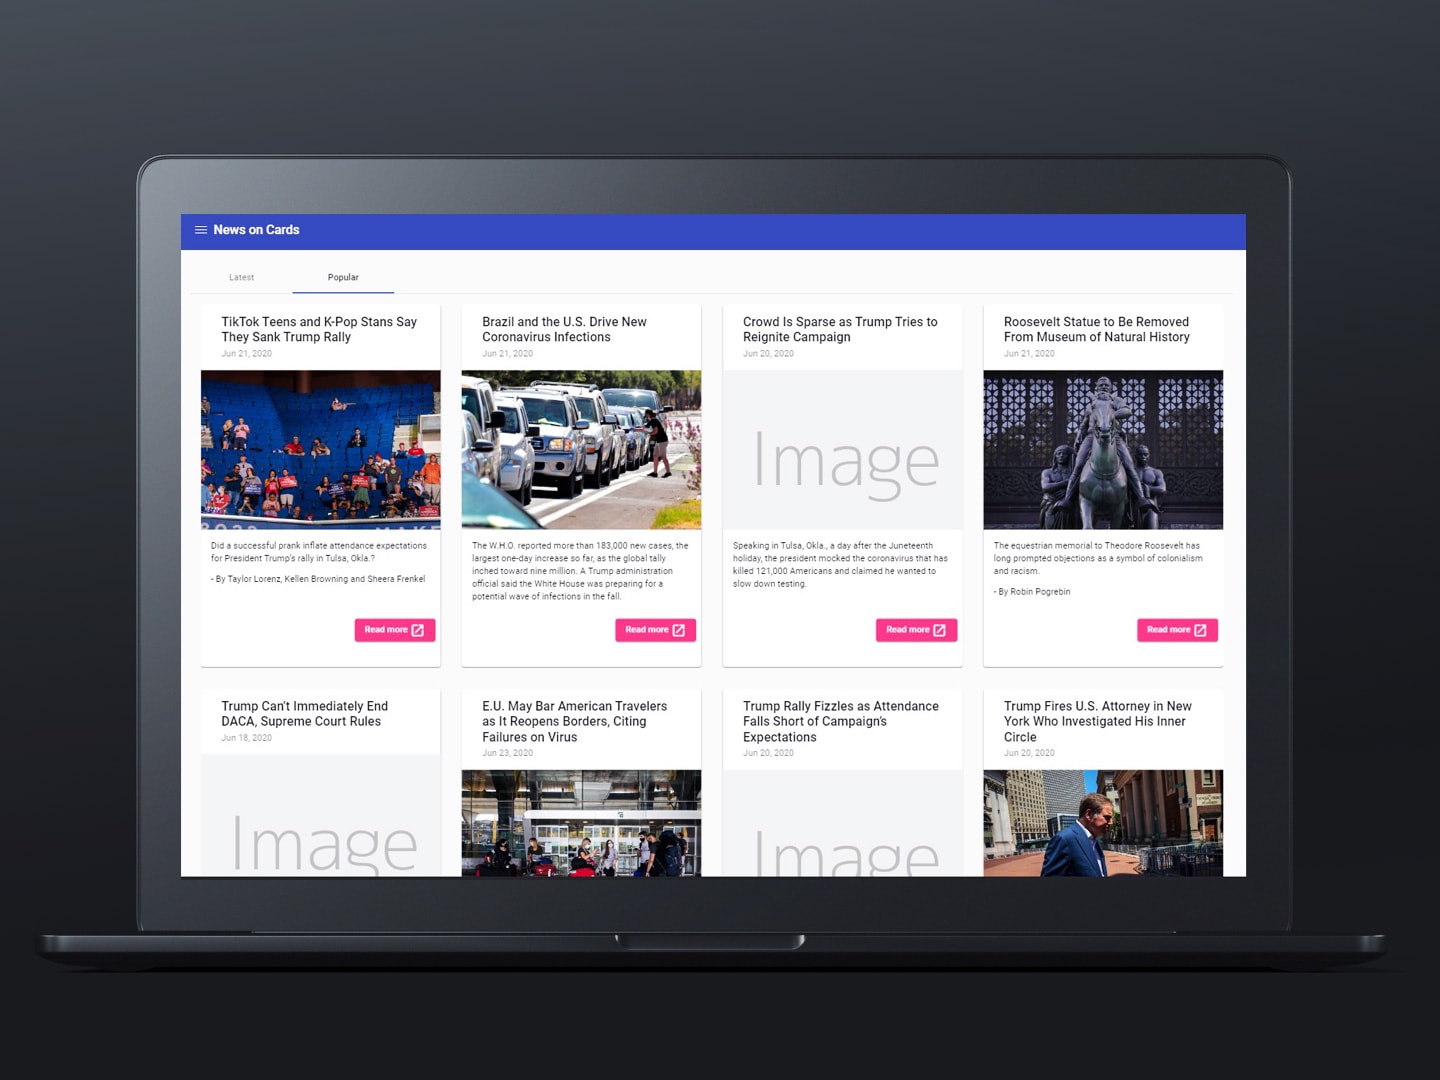 News on Cards
Latest
Popular
TikTok Teens and K-Pop Stans Say
They Sank Trump Rally
Jun 21, 2020
Did a successful prank inflate attendance expectations
for President Trump's rally in Tulsa, Okla.?
- By Taylor Lorenz, Kellen Browning and Sheera Frenkel
Read more
Brazil and the U.S. Drive New
Coronavirus Infections
Jun 21, 2020
The W.H.O. reported more than 183,000 new cases, the
largest one-day increase so far, as the global tally
inched toward nine million. A Trump administration
official said the White House was preparing for a
potential wave of infections in the fall.
Read more
Crowd Is Sparse as Trump Tries to
Reignite Campaign
Jun 20, 2020
Image
Speaking in Tulsa, Okla., a day after the Juneteenth
holiday, the president mocked the coronavirus that has
killed 121,000 Americans and claimed he wanted to
slow down testing.
Read more
Roosevelt Statue to Be Removed
From Museum of Natural History
Jun 21, 2020
The equestrian memorial to Theodore Roosevelt has
long prompted objections as a symbol of colonialism
and racism.
- By Robin Pogrebin
Read more
Trump Can't Immediately End
DACA, Supreme Court Rules
Jun 18, 2020
Image
E.U. May Bar American Travelers
as It Reopens Borders, Citing
Failures on Virus
Jun 23, 2020
Trump Rally Fizzles as Attendance
Falls Short of Campaign's
Expectations
Jun 20, 2020
Image
Trump Fires U.S. Attorney in New
York Who Investigated His Inner
Circle
Jun 20, 2020